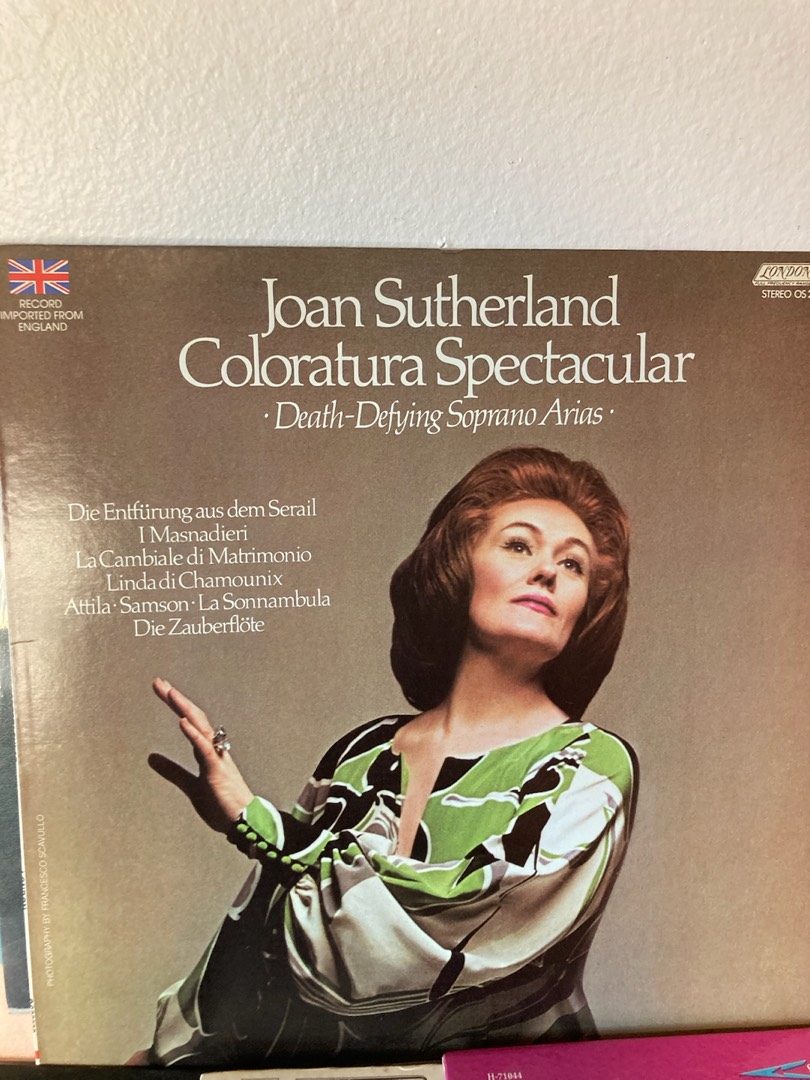 RECORD
IMPORTED FROM
ENGLAND
LONDON
STEREO OS
Joan Sutherland
Coloratura Spectacular
· Death-Defying Soprano Arias ·
Die Entfürung aus dem Serail
I Masnadieri
La Cambiale di Matrimonio
Linda di Chamounix
Attila · Samson · La Sonnambula
Die Zauberflöte
PHOTOGRAPHY BY FRANCESCO SCAVULLO
H-71044